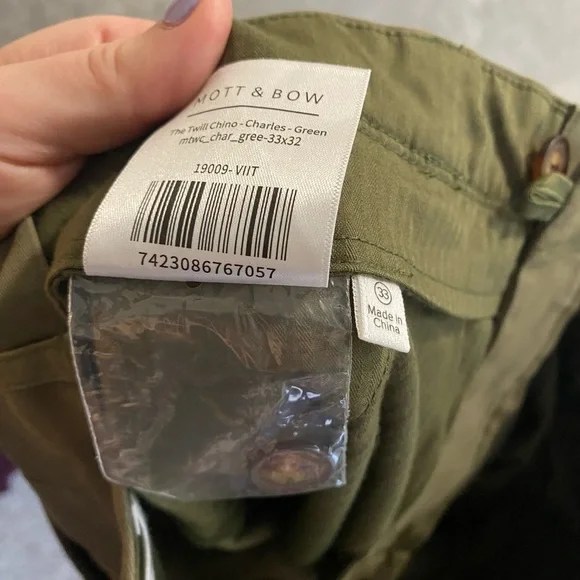 MOTT & BOW
The Twill Chino - Charles - Green
mtwc_char_gree-33x32
19009- VIIT
7423086767057
33
Made in
China